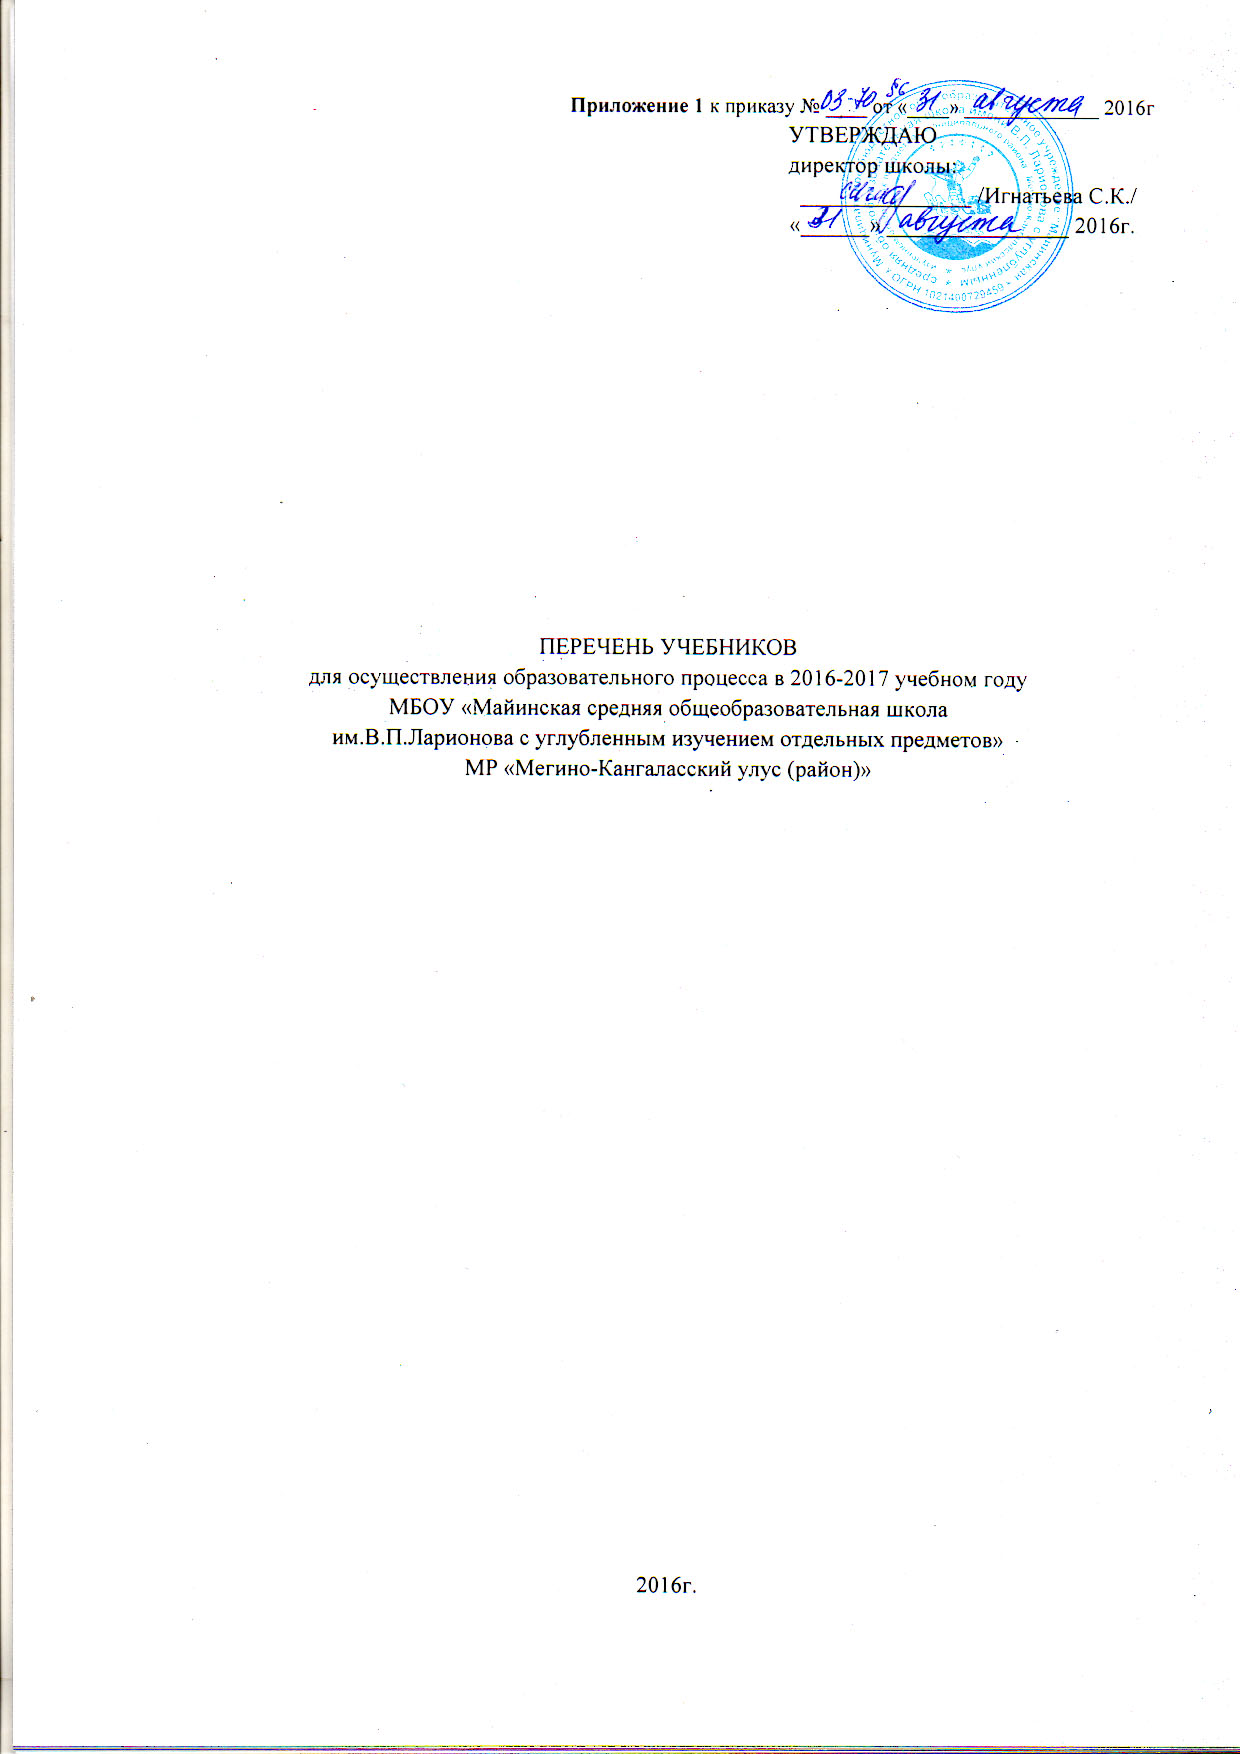 Приложение 1 к приказу №03-70 от «31» августа 2016г
УТВЕРЖДАЮ
директор школы:
/Игнатьева С.К./
«31» августа 2016г.
ОГРН 1021400729459
ПЕРЕЧЕНЬ УЧЕБНИКОВ
для осуществления образовательного процесса в 2016-2017 учебном году
МБОУ «Майинская средняя общеобразовательная школа
им.В.П.Ларионова с углубленным изучением отдельных предметов»
МР «Мегино-Кангаласский улус (район)»
2016г.